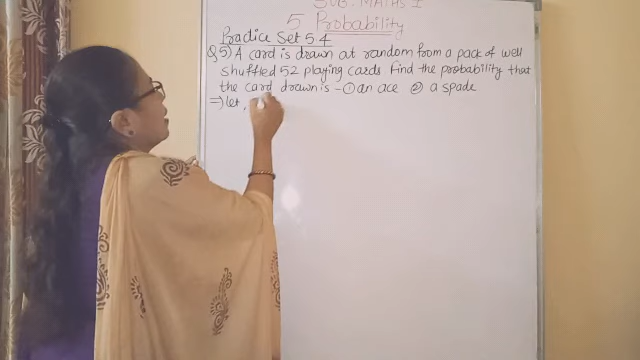 SUB: MATHS I
5 Probability
Practice Set 5.4
Q.5) A card is drawn at random from a pack of well
shuffled 52 playing cards Find the probability that
the card drawn is - ① an ace ② a spade
⇒ let,